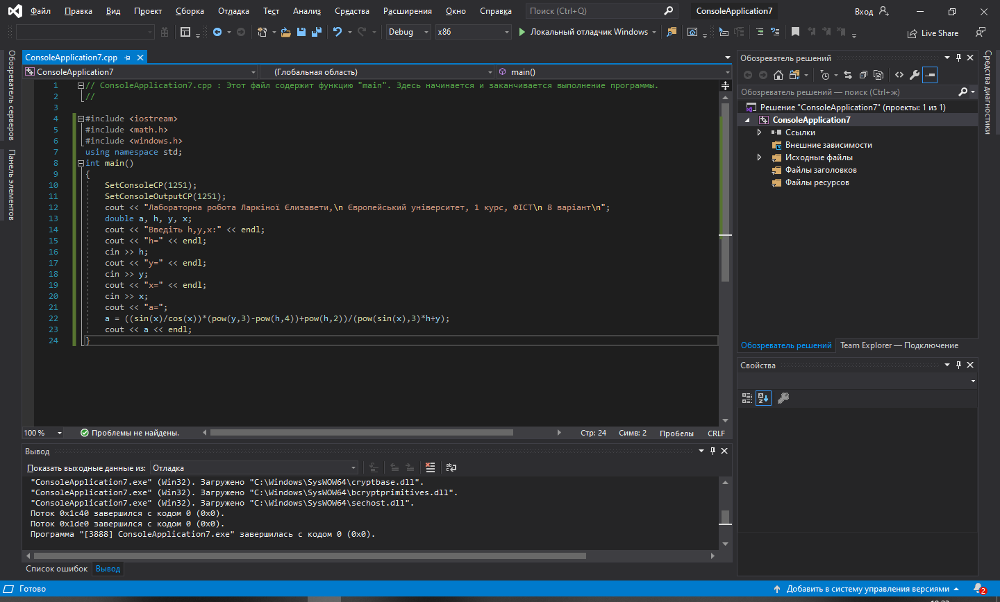 Файл Правка Вид Проект Сборка Отладка Тест Анализ Средства Расширения Окно Справка Поиск (Ctrl+Q) ConsoleApplication7 Вход
Debug x86 Локальный отладчик Windows Live Share
Обозреватель серверов
Панель элементов
ConsoleApplication7.cpp
ConsoleApplication7 (Глобальная область) main()
1 // ConsoleApplication7.cpp : Этот файл содержит функцию "main". Здесь начинается и заканчивается выполнение программы.
2 //
3
4 #include <iostream>
5 #include <math.h>
6 #include <windows.h>
7 using namespace std;
8 int main()
9 {
10 SetConsoleCP(1251);
11 SetConsoleOutputCP(1251);
12 cout << "Лабораторна робота Ларкіної Єлизавети,\n Європейський університет, 1 курс, ФІСТ\n 8 варіант\n";
13 double a, h, y, x;
14 cout << "Введіть h,y,x:" << endl;
15 cout << "h=" << endl;
16 cin >> h;
17 cout << "y=" << endl;
18 cin >> y;
19 cout << "x=" << endl;
20 cin >> x;
21 cout << "a=";
22 a = ((sin(x)/cos(x))*(pow(y,3)-pow(h,4))+pow(h,2))/(pow(sin(x),3)*h+y);
23 cout << a << endl;
24 }
100 % Проблемы не найдены. Стр: 24 Симв: 2 Пробелы CRLF
Вывод
Показать выходные данные из: Отладка
"ConsoleApplication7.exe" (Win32). Загружено "C:\Windows\SysWOW64\cryptbase.dll".
"ConsoleApplication7.exe" (Win32). Загружено "C:\Windows\SysWOW64\bcryptprimitives.dll".
"ConsoleApplication7.exe" (Win32). Загружено "C:\Windows\SysWOW64\sechost.dll".
Поток 0x1c40 завершился с кодом 0 (0x0).
Поток 0x1de0 завершился с кодом 0 (0x0).
Программа "[3888] ConsoleApplication7.exe" завершилась с кодом 0 (0x0).
Список ошибок Вывод
Обозреватель решений
Обозреватель решений — поиск (Ctrl+ж)
Решение "ConsoleApplication7" (проекты: 1 из 1)
ConsoleApplication7
Ссылки
Внешние зависимости
Исходные файлы
Файлы заголовков
Файлы ресурсов
Обозреватель решений Team Explorer — Подключение
Свойства
Средства диагностики
Готово Добавить в систему управления версиями 2